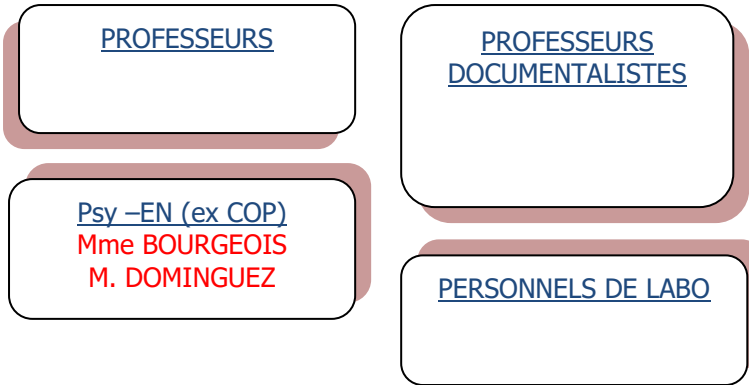 PROFESSEURS
PROFESSEURS
DOCUMENTALISTES
Psy –EN (ex COP)
Mme BOURGEOIS
M. DOMINGUEZ
PERSONNELS DE LABO